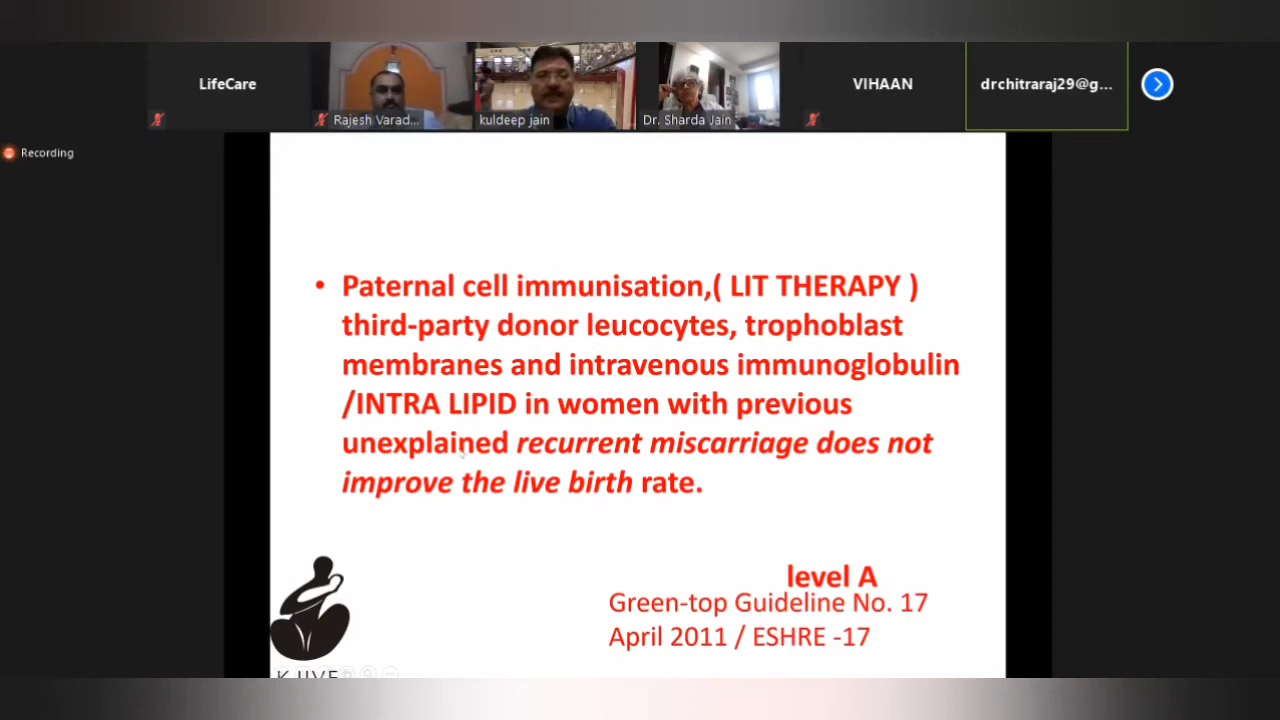 LifeCare
Rajesh Varad...
kuldeep jain
Dr. Sharda Jain
VIHAAN
drchitraraj29@g...
Recording
• Paternal cell immunisation,( LIT THERAPY )
third-party donor leucocytes, trophoblast
membranes and intravenous immunoglobulin
/INTRA LIPID in women with previous
unexplained recurrent miscarriage does not
improve the live birth rate.
level A
Green-top Guideline No. 17
April 2011 / ESHRE -17